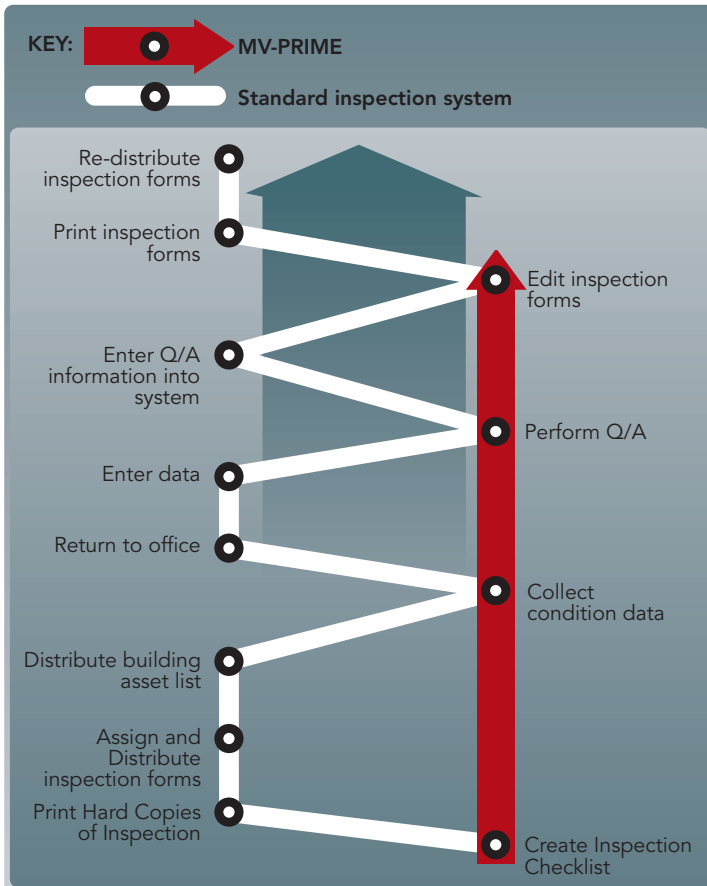 KEY:
MV-PRIME
Standard inspection system
Re-distribute
inspection forms
Print inspection
forms
Edit inspection
forms
Enter Q/A
information into
system
Perform Q/A
Enter data
Return to office
Collect
condition data
Distribute building
asset list
Assign and
Distribute
inspection forms
Print Hard Copies
of Inspection
Create Inspection
Checklist